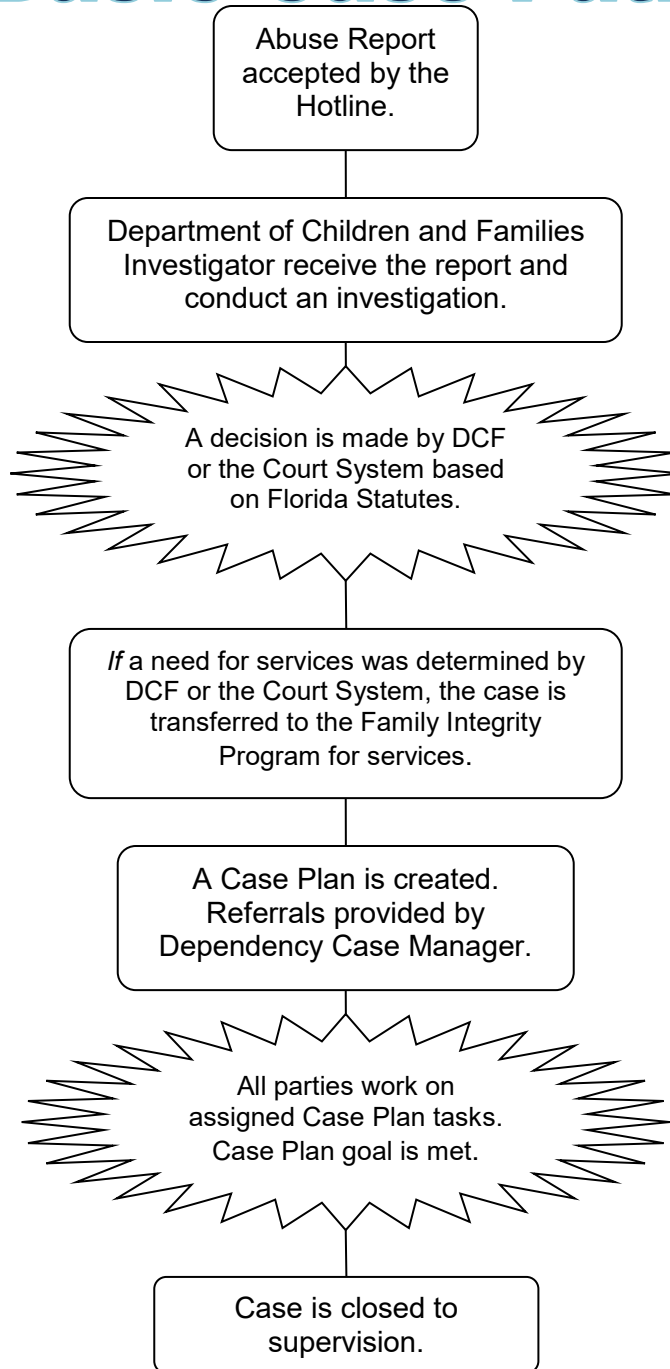 Abuse Report
accepted by the
Hotline.
Department of Children and Families
Investigator receive the report and
conduct an investigation.
A decision is made by DCF
or the Court System based
on Florida Statutes.
If a need for services was determined by
DCF or the Court System, the case is
transferred to the Family Integrity
Program for services.
A Case Plan is created.
Referrals provided by
Dependency Case Manager.
All parties work on
assigned Case Plan tasks.
Case Plan goal is met.
Case is closed to
supervision.